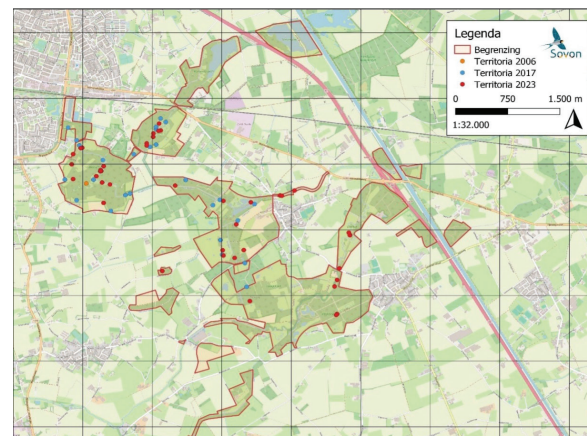 Legenda
Sovon
Begrenzing
Territoria 2006
Territoria 2017
Territoria 2023
0 750 1.500 m
1:32.000